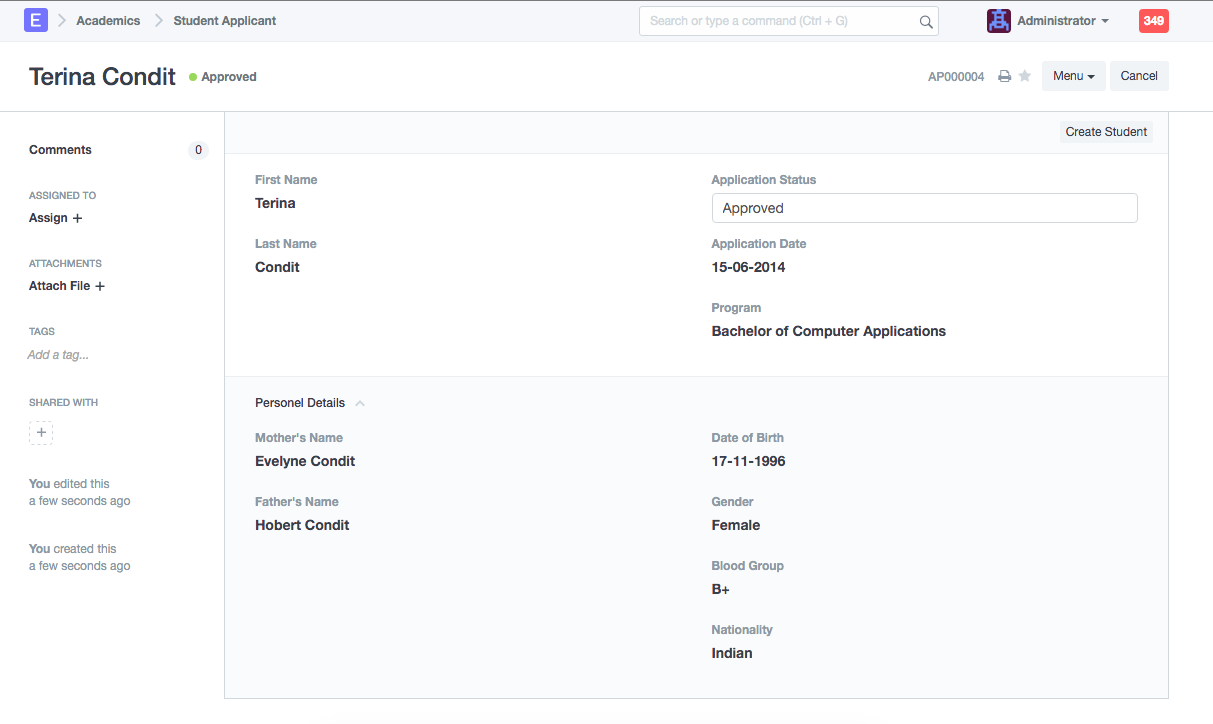 E Academics Student Applicant Search or type a command (Ctrl + G) Administrator 349
Terina Condit Approved AP000004 Menu Cancel
Comments 0
ASSIGNED TO
Assign +
ATTACHMENTS
Attach File +
TAGS
Add a tag...
SHARED WITH
+
You edited this
a few seconds ago
You created this
a few seconds ago
Create Student
First Name
Terina
Last Name
Condit
Application Status
Approved
Application Date
15-06-2014
Program
Bachelor of Computer Applications
Personel Details
Mother's Name
Evelyne Condit
Father's Name
Hobert Condit
Date of Birth
17-11-1996
Gender
Female
Blood Group
B+
Nationality
Indian